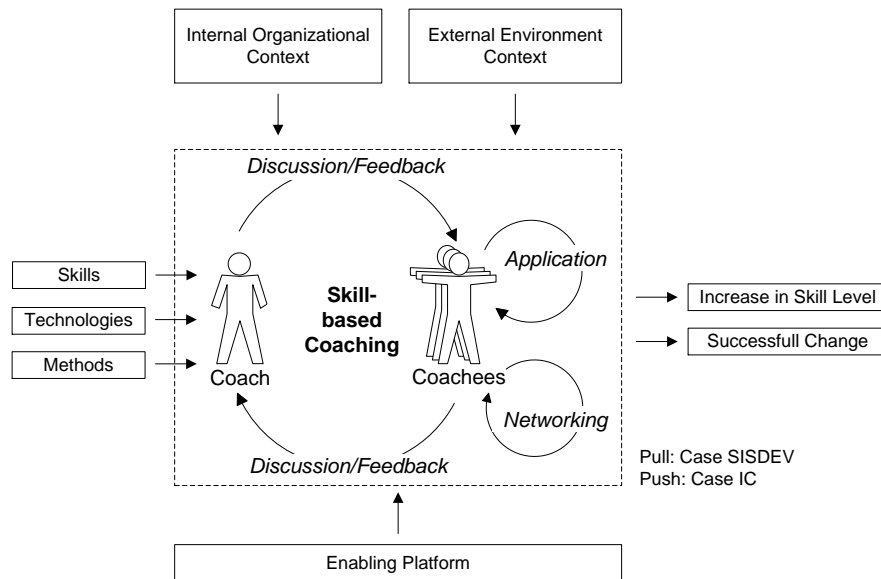 Internal Organizational
Context
External Environment
Context
Discussion/Feedback
Application
Skills
Technologies
Methods
Skill-
based
Coaching
Coach
Coachees
Increase in Skill Level
Successfull Change
Networking
Discussion/Feedback
Pull: Case SISDEV
Push: Case IC
Enabling Platform